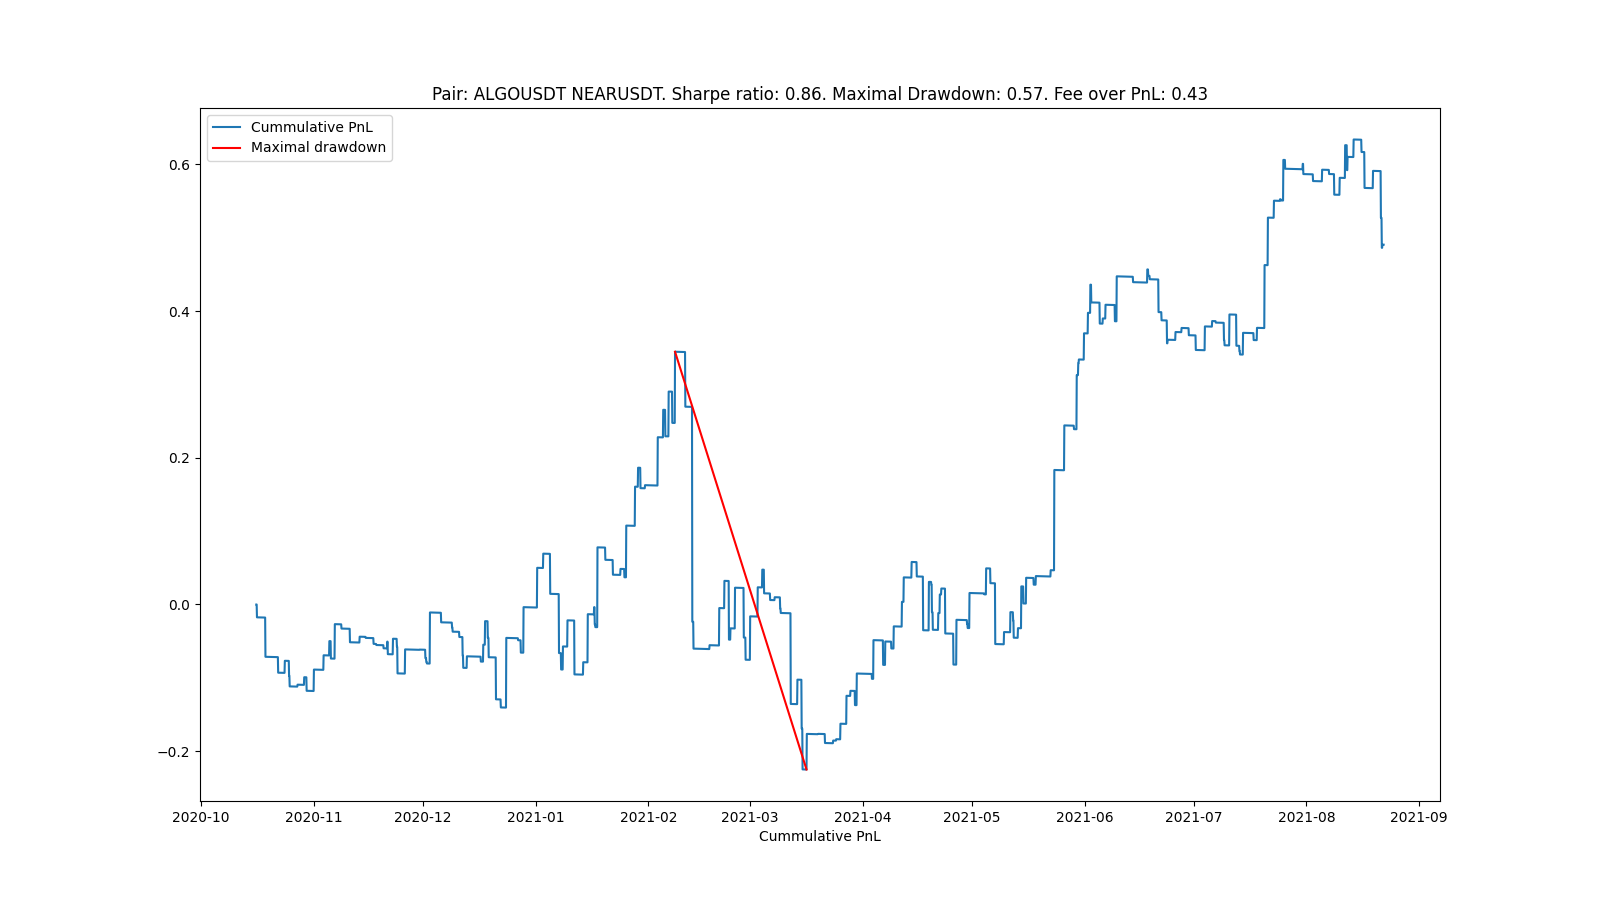 Pair: ALGOUSDT NEARUSDT. Sharpe ratio: 0.86. Maximal Drawdown: 0.57. Fee over PnL: 0.43
Cummulative PnL
Maximal drawdown
0.6
0.4
0.2
0.0
−0.2
2020-10 2020-11 2020-12 2021-01 2021-02 2021-03 2021-04 2021-05 2021-06 2021-07 2021-08 2021-09
Cummulative PnL